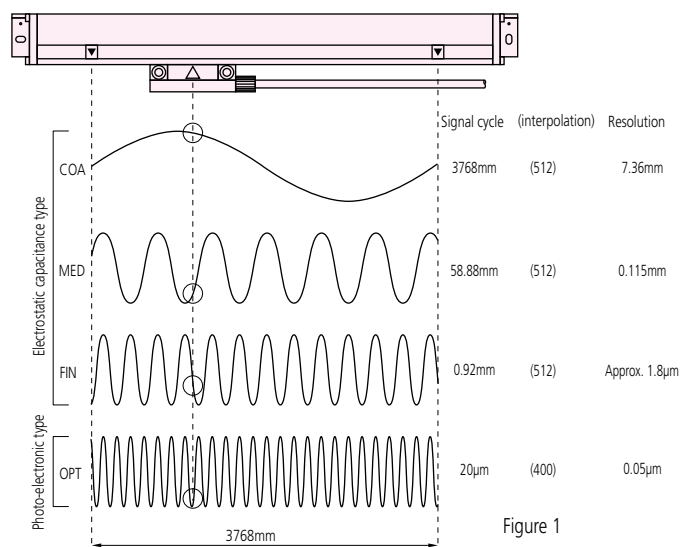 Signal cycle (interpolation) Resolution
COA 3768mm (512) 7.36mm
MED 58.88mm (512) 0.115mm
FIN 0.92mm (512) Approx. 1.8µm
Electrostatic capacitance type
OPT 20µm (400) 0.05µm
Photo-electronic type
3768mm
Figure 1